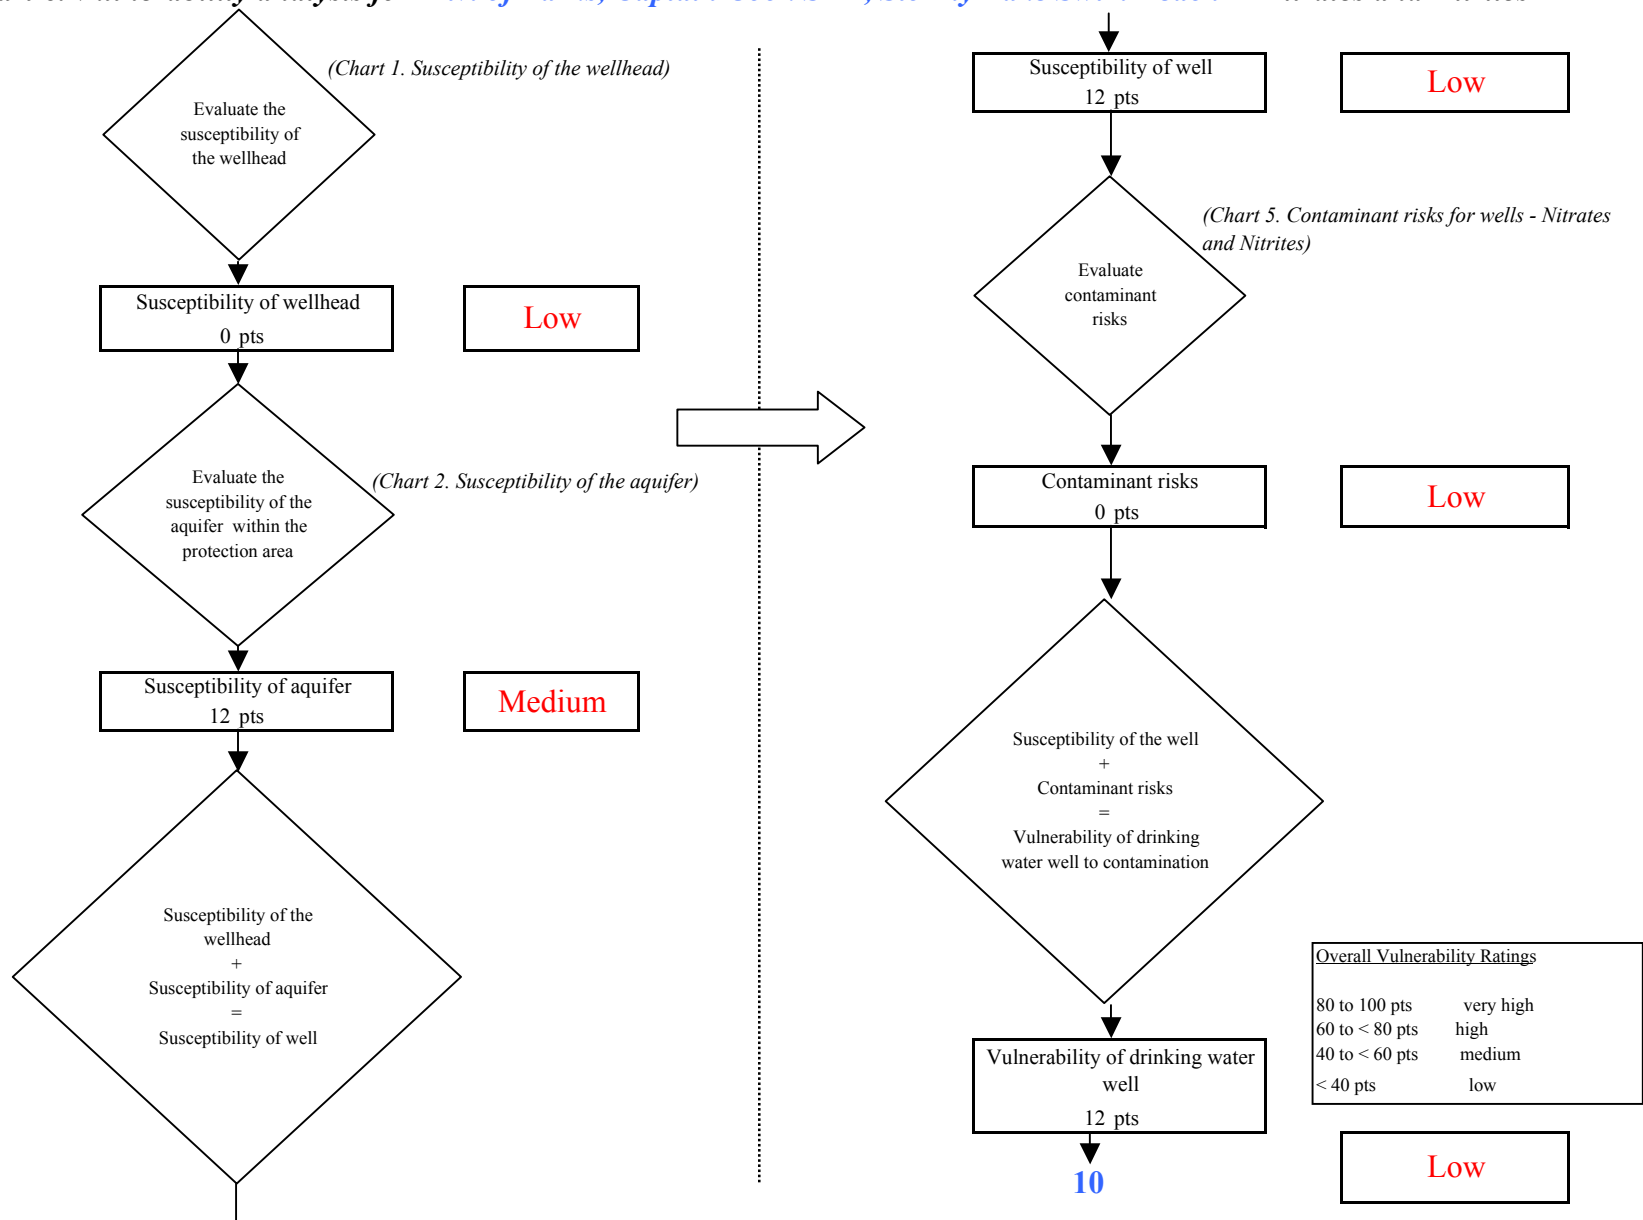 (Chart 1. Susceptibility of the wellhead)
Evaluate the
susceptibility of
the wellhead
Susceptibility of wellhead
0 pts
Low
Evaluate the
susceptibility of the
aquifer within the
protection area
(Chart 2. Susceptibility of the aquifer)
Susceptibility of aquifer
12 pts
Medium
Susceptibility of the
wellhead
+
Susceptibility of aquifer
=
Susceptibility of well
Susceptibility of well
12 pts
Low
(Chart 5. Contaminant risks for wells - Nitrates
and Nitrites)
Evaluate
contaminant
risks
Contaminant risks
0 pts
Low
Susceptibility of the well
+
Contaminant risks
=
Vulnerability of drinking
water well to contamination
Overall Vulnerability Ratings
80 to 100 pts very high
60 to < 80 pts high
40 to < 60 pts medium
< 40 pts low
Vulnerability of drinking water
well
12 pts
Low
10